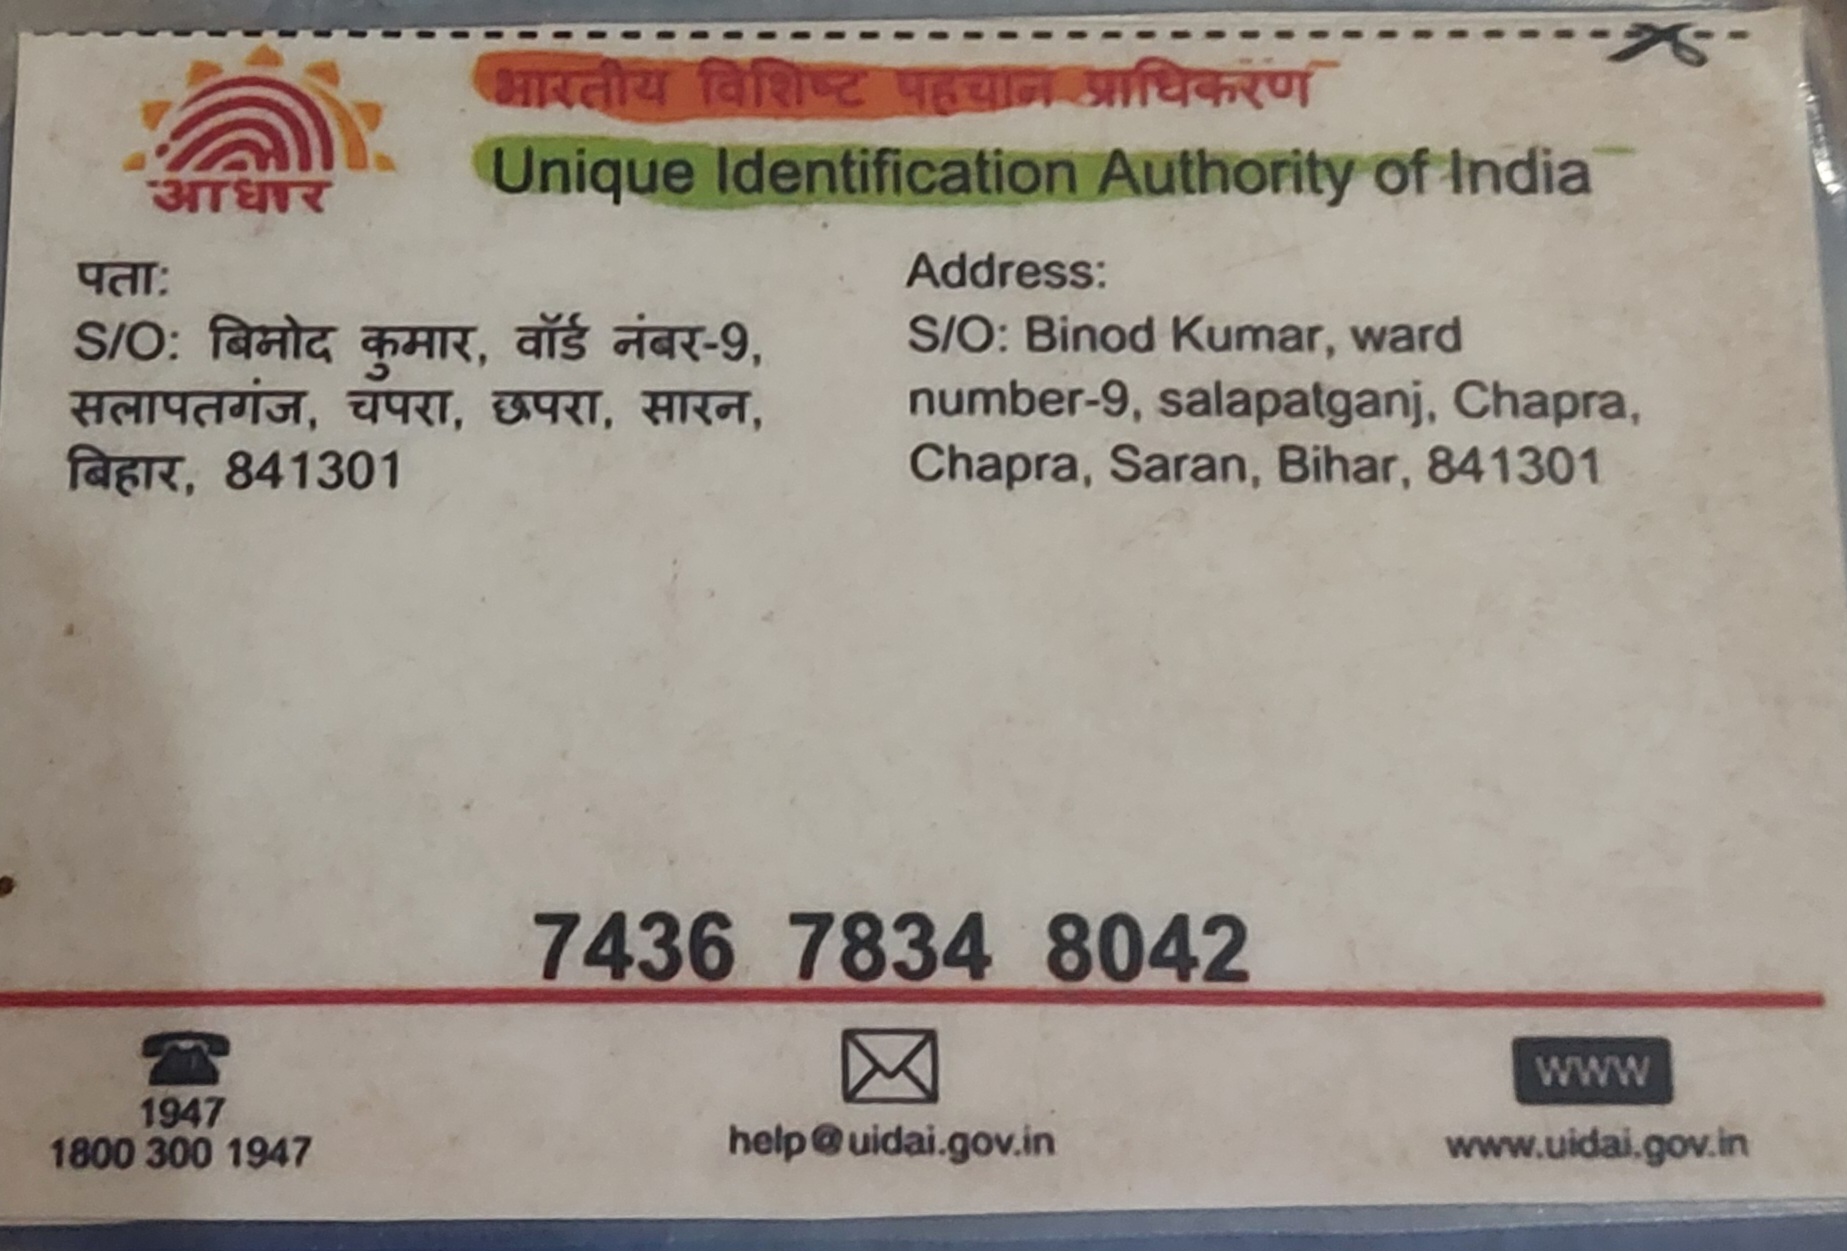 आधार
भारतीय विशिष्ट पहचान प्राधिकरण
Unique Identification Authority of India
पता:
S/O: बिनोद कुमार, वॉर्ड नंबर-9,
सलापतगंज, चपरा, छपरा, सारन,
बिहार, 841301
Address:
S/O: Binod Kumar, ward
number-9, salapatganj, Chapra,
Chapra, Saran, Bihar, 841301
7436 7834 8042
1947
1800 300 1947
help@uidai.gov.in
www
www.uidai.gov.in